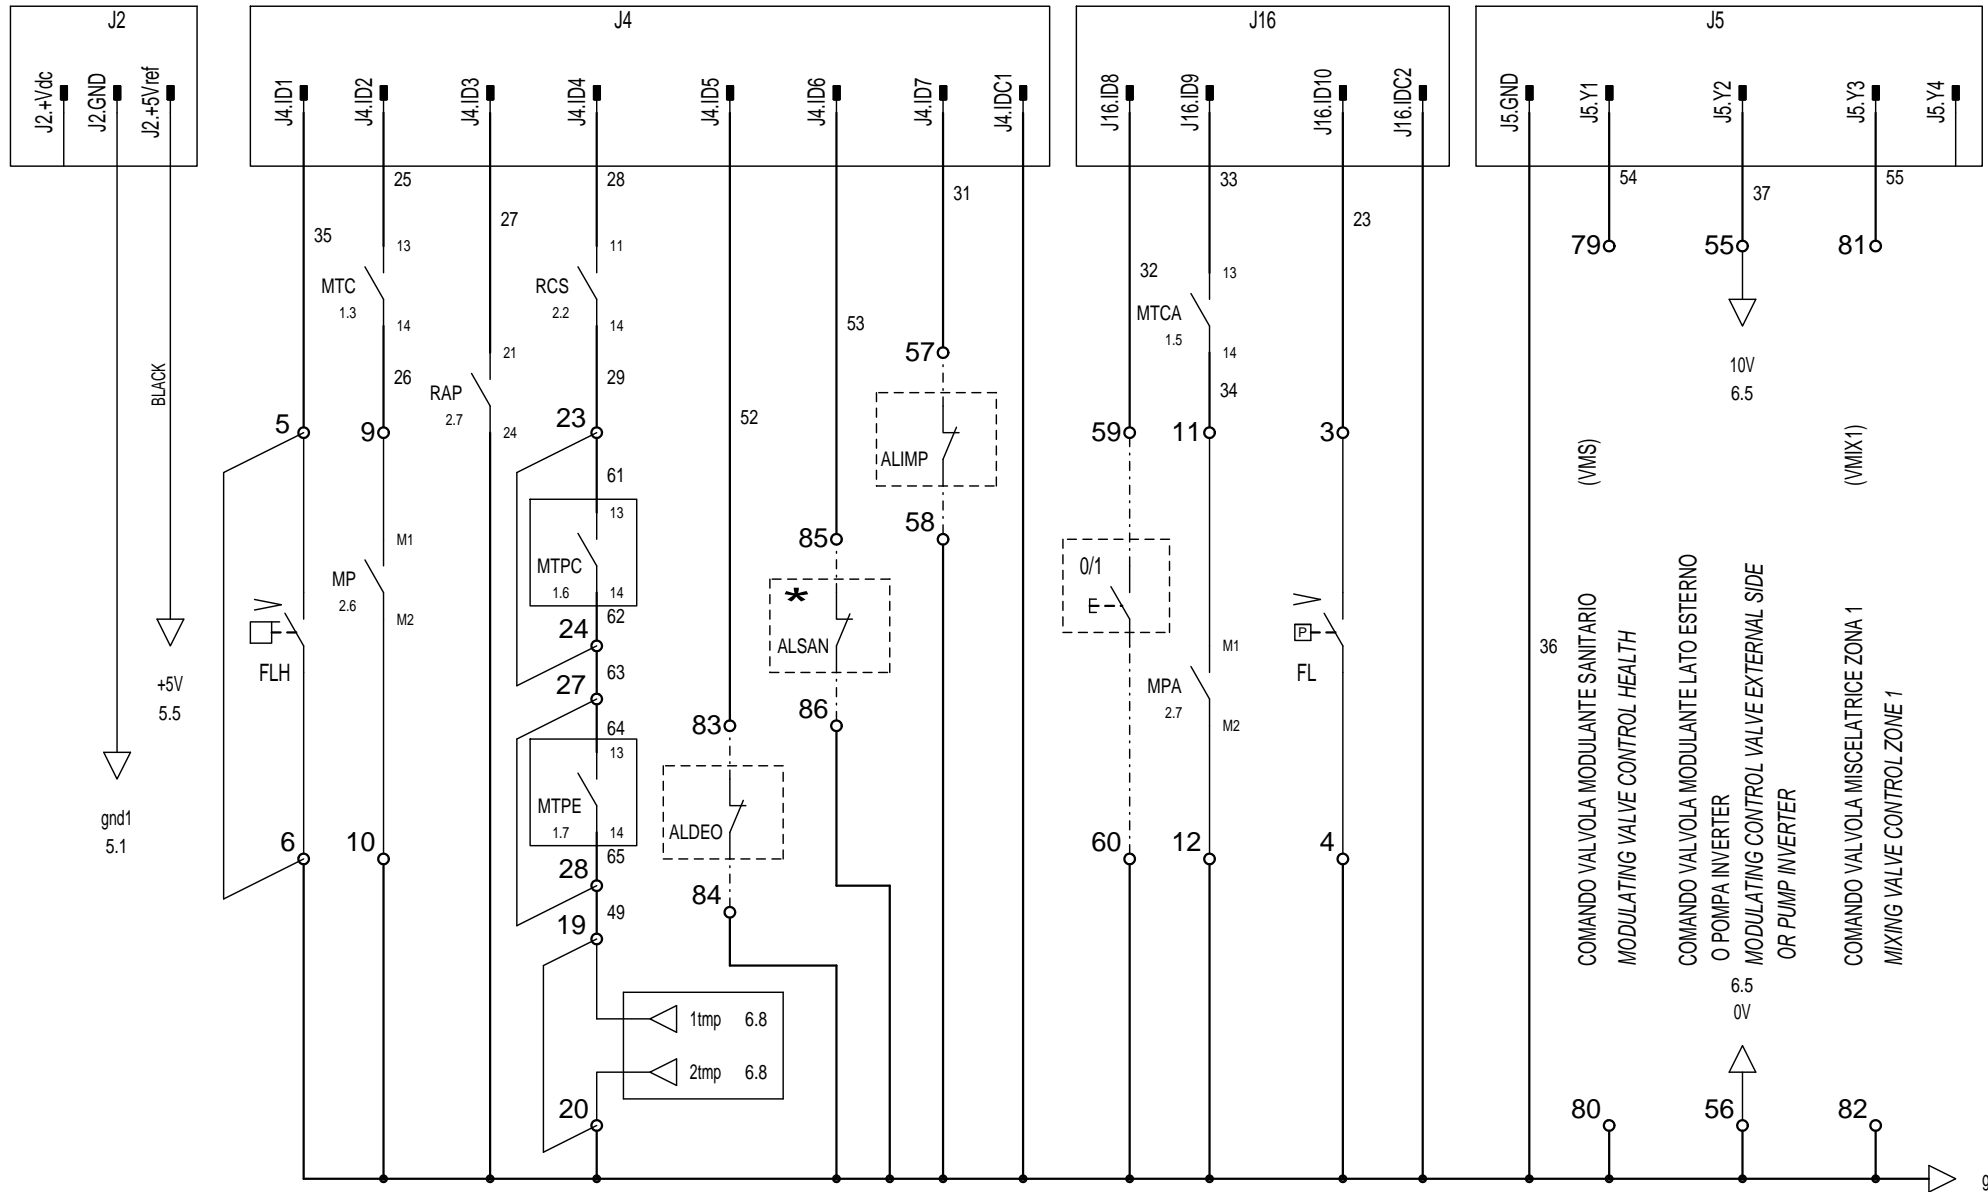 J2
J4
J16
J5
J2.+Vdc
J2.GND
J2.+5Vref
J4.ID1
J4.ID2
J4.ID3
J4.ID4
J4.ID5
J4.ID6
J4.ID7
J4.IDC1
J16.ID8
J16.ID9
J16.ID10
J16.IDC2
J5.GND
J5.Y1
J5.Y2
J5.Y3
J5.Y4
BLACK
+5V
5.5
gnd1
5.1
35
5
FLH
6
25
13
MTC
1.3
14
26
9
M1
MP
2.6
M2
10
27
21
RAP
2.7
24
28
11
RCS
2.2
14
29
23
61
13
MTPC
1.6
14
62
24
63
27
64
13
MTPE
1.7
14
65
28
49
19
1tmp 6.8
2tmp 6.8
20
52
83
ALDEO
84
53
85
*
ALSAN
86
31
57
ALIMP
58
32
59
0/1
E
60
33
13
MTCA
1.5
14
34
11
M1
MPA
2.7
M2
12
23
3
P
FL
4
36
54
79
(VMS)
COMANDO VALVOLA MODULANTE SANITARIO
MODULATING VALVE CONTROL HEALTH
80
37
55
10V
6.5
COMANDO VALVOLA MODULANTE LATO ESTERNO
O POMPA INVERTER
MODULATING CONTROL VALVE EXTERNAL SIDE
OR PUMP INVERTER
6.5
0V
56
55
81
(VMIX1)
COMANDO VALVOLA MISCELATRICE ZONA 1
MIXING VALVE CONTROL ZONE 1
82